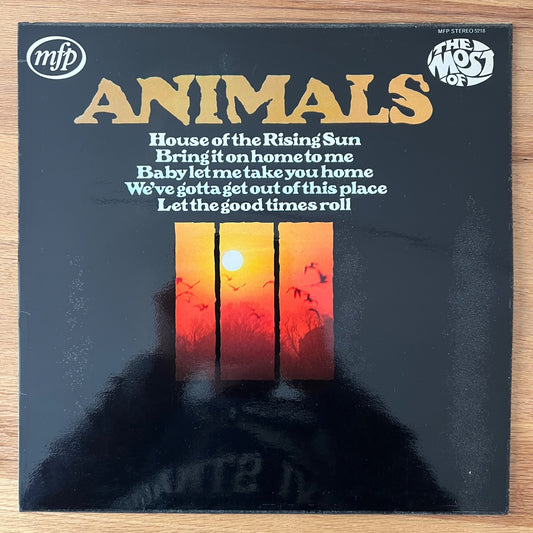 mfp
MFP STEREO 5218
THE
MOST
OF
ANIMALS
House of the Rising Sun
Bring it on home to me
Baby let me take you home
We've gotta get out of this place
Let the good times roll